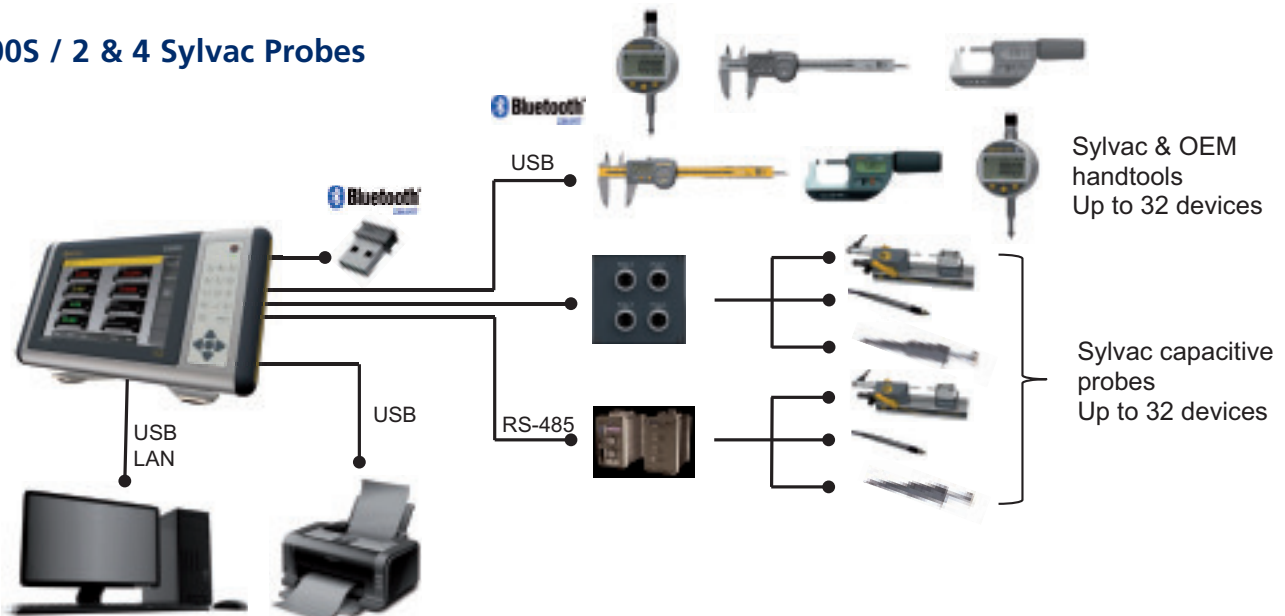 00S / 2 & 4 Sylvac Probes
Bluetooth
USB
Sylvac & OEM
handtools
Up to 32 devices
Bluetooth
Sylvac capacitive
probes
Up to 32 devices
USB
RS-485
USB
LAN